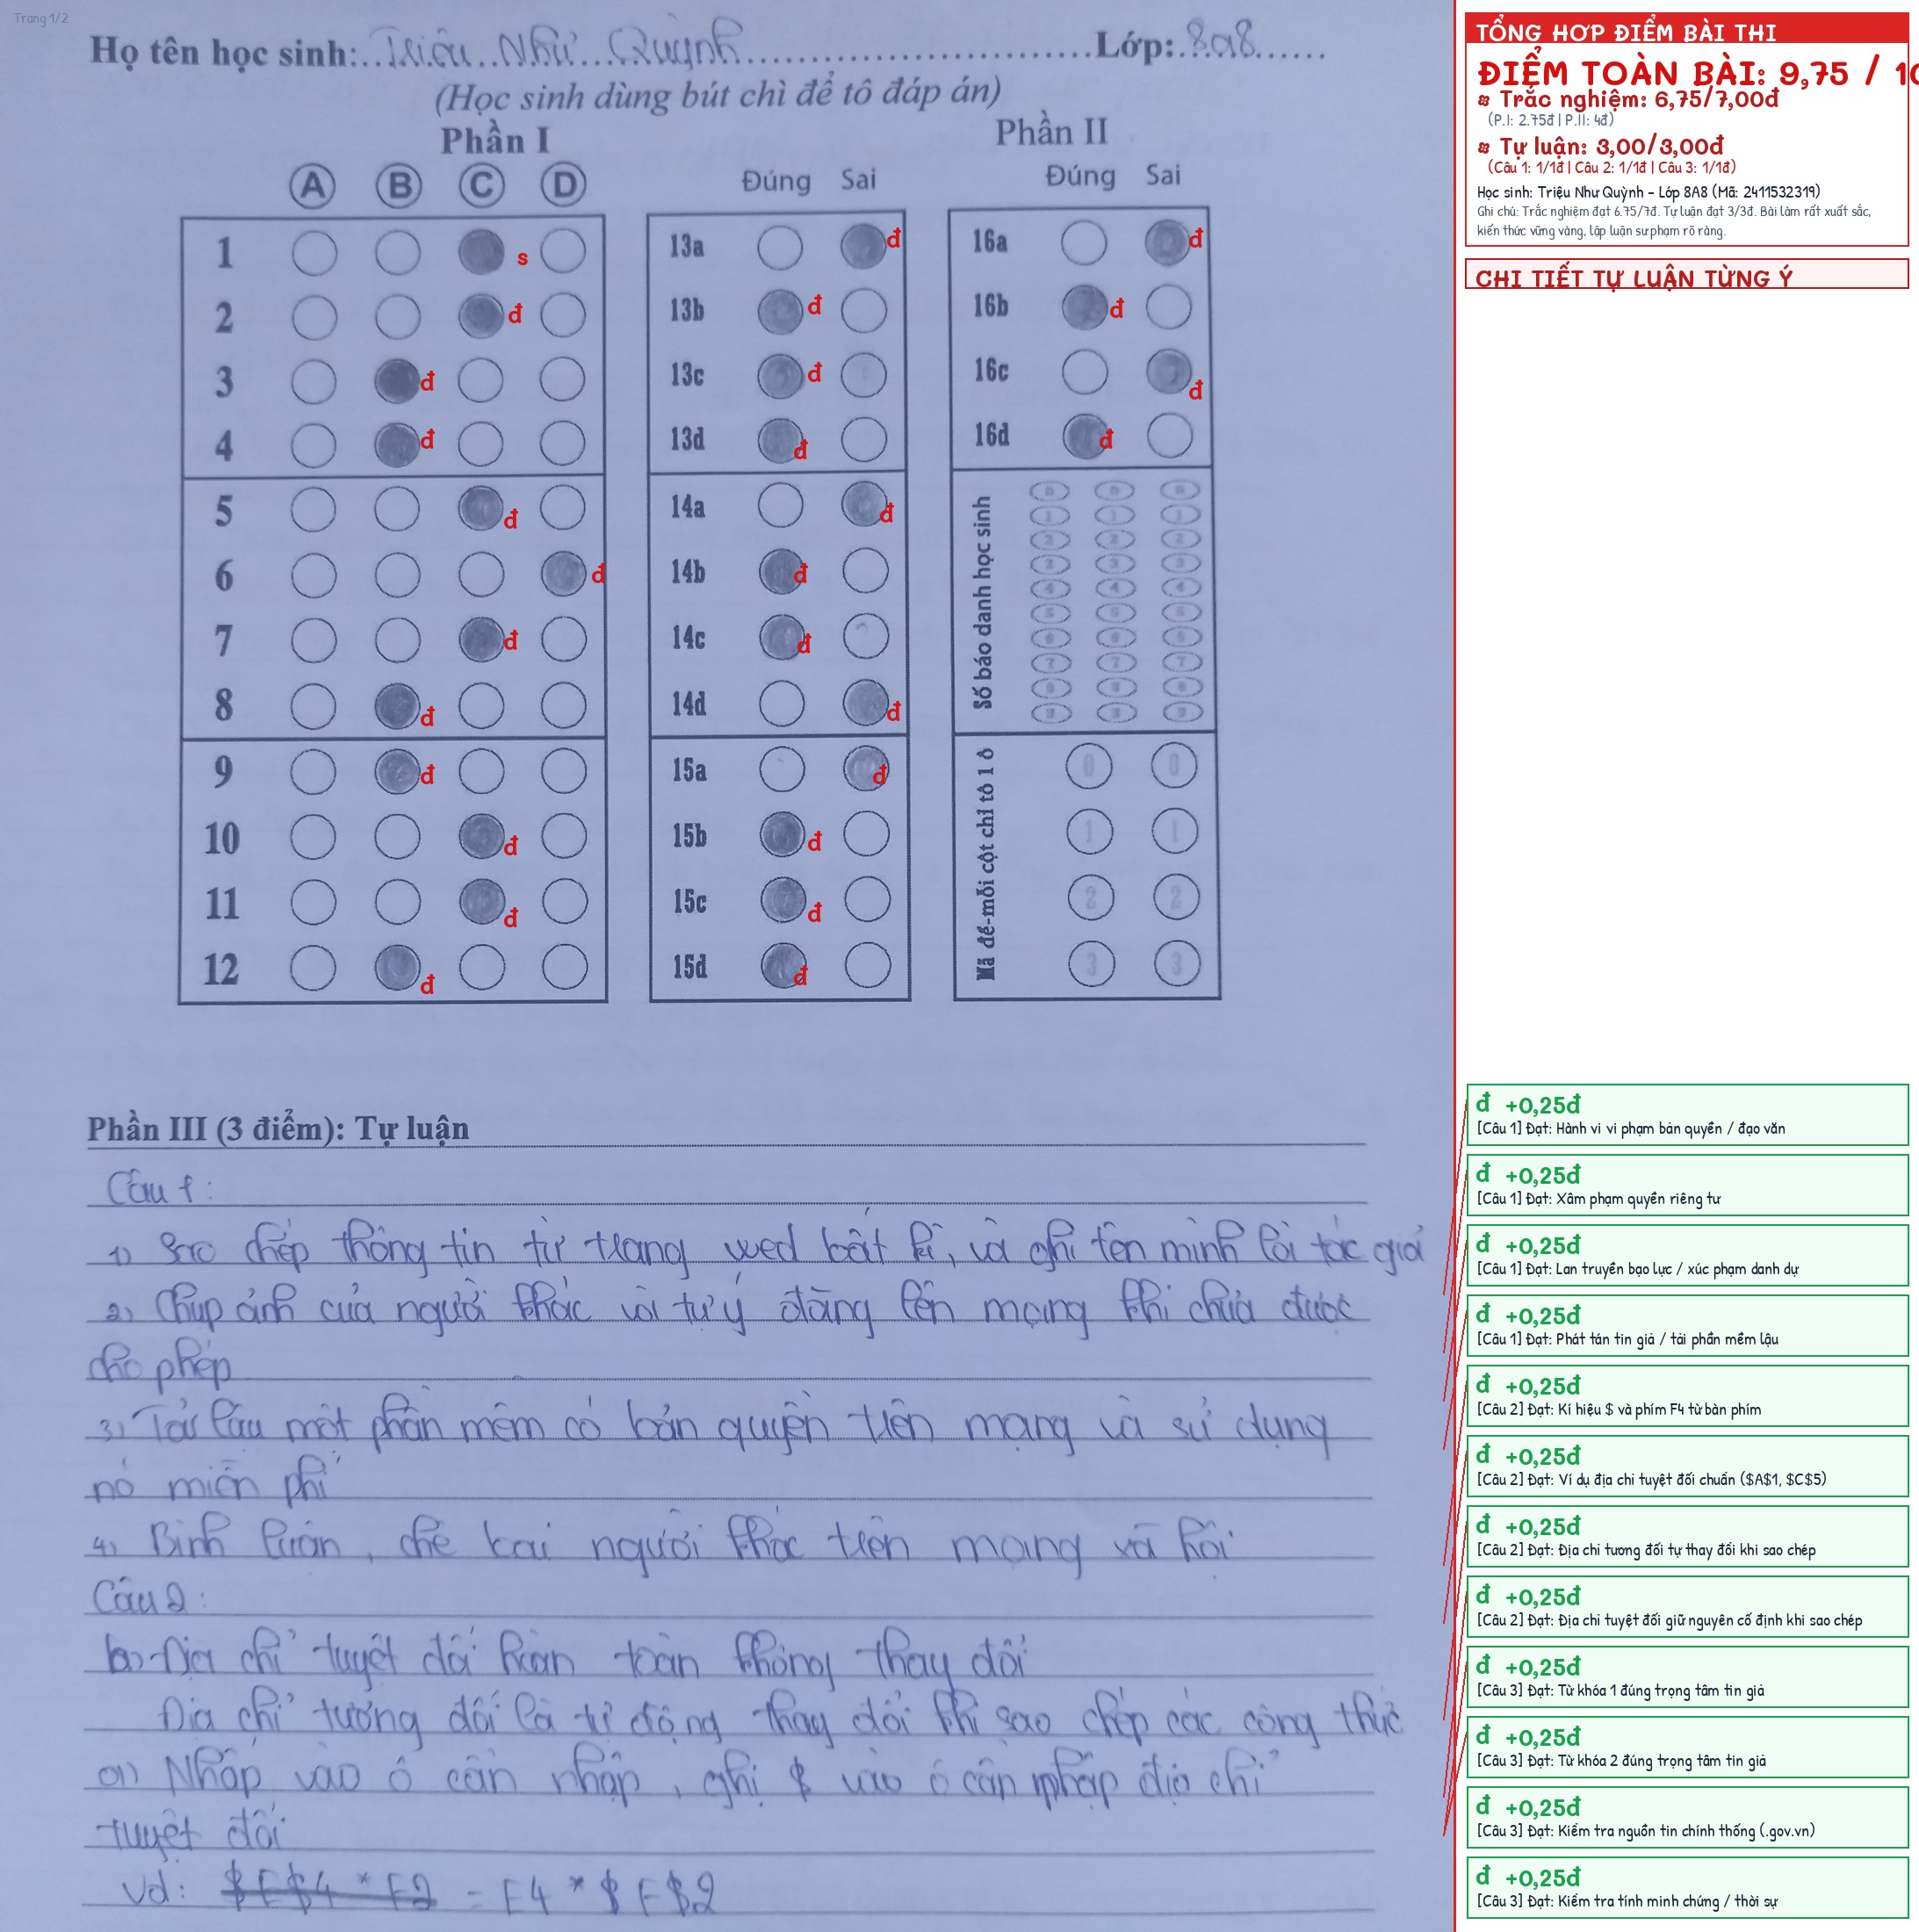 Trang 1/2
Họ tên học sinh:..Triệu Như Quỳnh..........Lớp:.8a8......
(Học sinh dùng bút chì để tô đáp án)
Phần I
Phần II
A B C D
Đúng Sai
Đúng Sai
1 s
2 đ
3 đ
4 đ
5 đ
6 đ
7 đ
8 đ
9 đ
10 đ
11 đ
12 đ
13a đ
13b đ
13c đ
13d đ
14a đ
14b đ
14c đ
14d đ
15a đ
15b đ
15c đ
15d đ
16a đ
16b đ
16c đ
16d đ
Số báo danh học sinh
Mã đề-mỗi cột chỉ tô 1 ô
0 0
1 1
2 2
3 3
Phần III (3 điểm): Tự luận
Câu 1:
1) Sao chép thông tin từ trang wed bất kì, và ghi tên mình là tác giả
2) Chụp ảnh của người khác và tự ý đăng lên mạng khi chưa được
cho phép
3) Tải lậu một phần mềm có bản quyền trên mạng và sử dụng
nó miễn phí
4) Bình luận, chê bai người khác trên mạng xã hội
Câu 2:
b) Địa chỉ tuyệt đối hoàn toàn không thay đổi
Địa chỉ tương đối là tự động thay đổi khi sao chép các công thức
a) Nhấp vào ô cần nhập, ghi $ vào ô cần nhập địa chỉ
tuyệt đối
Vd: $F$4 * F2 = F4 * $F$2
TỔNG HỢP ĐIỂM BÀI THI
ĐIỂM TOÀN BÀI: 9,75 / 10
Trắc nghiệm: 6,75/7,00đ
(P.I: 2.75đ | P.II: 4đ)
Tự luận: 3,00/3,00đ
(Câu 1: 1/1đ | Câu 2: 1/1đ | Câu 3: 1/1đ)
Học sinh: Triệu Như Quỳnh - Lớp 8A8 (Mã: 2411532319)
Ghi chú: Trắc nghiệm đạt 6.75/7đ. Tự luận đạt 3/3đ. Bài làm rất xuất sắc,
kiến thức vững vàng, lập luận sư phạm rõ ràng.
CHI TIẾT TỰ LUẬN TỪNG Ý
đ +0,25đ
[Câu 1] Đạt: Hành vi vi phạm bản quyền / đạo văn
đ +0,25đ
[Câu 1] Đạt: Xâm phạm quyền riêng tư
đ +0,25đ
[Câu 1] Đạt: Lan truyền bạo lực / xúc phạm danh dự
đ +0,25đ
[Câu 1] Đạt: Phát tán tin giả / tải phần mềm lậu
đ +0,25đ
[Câu 2] Đạt: Kí hiệu $ và phím F4 từ bàn phím
đ +0,25đ
[Câu 2] Đạt: Ví dụ địa chỉ tuyệt đối chuẩn ($A$1, $C$5)
đ +0,25đ
[Câu 2] Đạt: Địa chỉ tương đối tự thay đổi khi sao chép
đ +0,25đ
[Câu 2] Đạt: Địa chỉ tuyệt đối giữ nguyên cố định khi sao chép
đ +0,25đ
[Câu 3] Đạt: Từ khóa 1 đúng trọng tâm tin giả
đ +0,25đ
[Câu 3] Đạt: Từ khóa 2 đúng trọng tâm tin giả
đ +0,25đ
[Câu 3] Đạt: Kiểm tra nguồn tin chính thống (.gov.vn)
đ +0,25đ
[Câu 3] Đạt: Kiểm tra tính minh chứng / thời sự